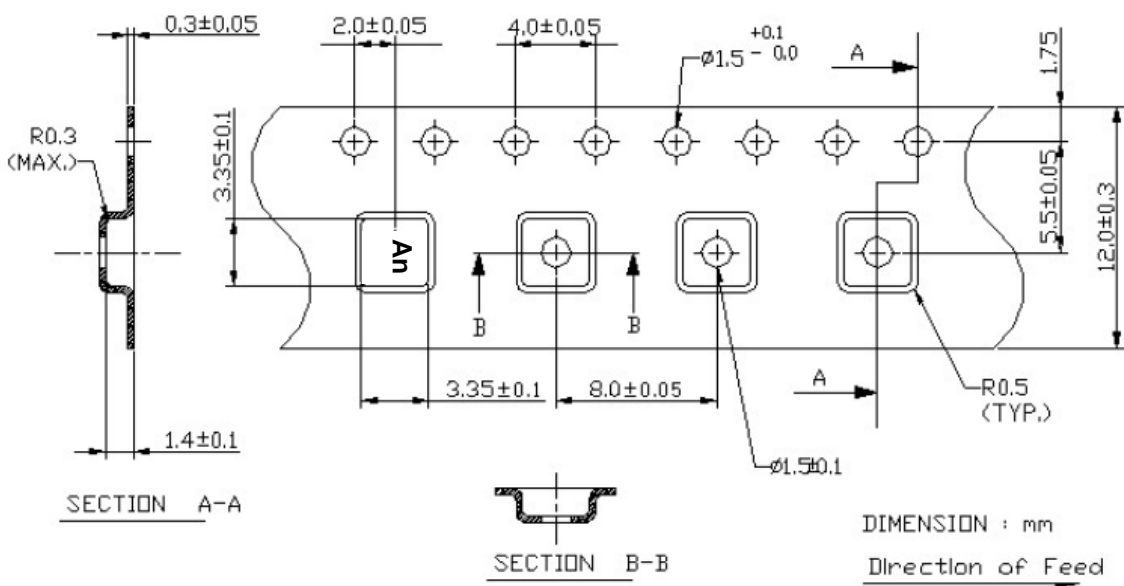 0.3±0.05
2.0±0.05
4.0±0.05
Ø1.5 +0.1 - 0.0
A
1.75
R0.3
(MAX.)
3.35±0.1
5.5±0.05
12.0±0.3
An
B
B
3.35±0.1
8.0±0.05
A
R0.5
(TYP.)
1.4±0.1
Ø1.5±0.1
SECTION A-A
SECTION B-B
DIMENSION : mm
Direction of Feed